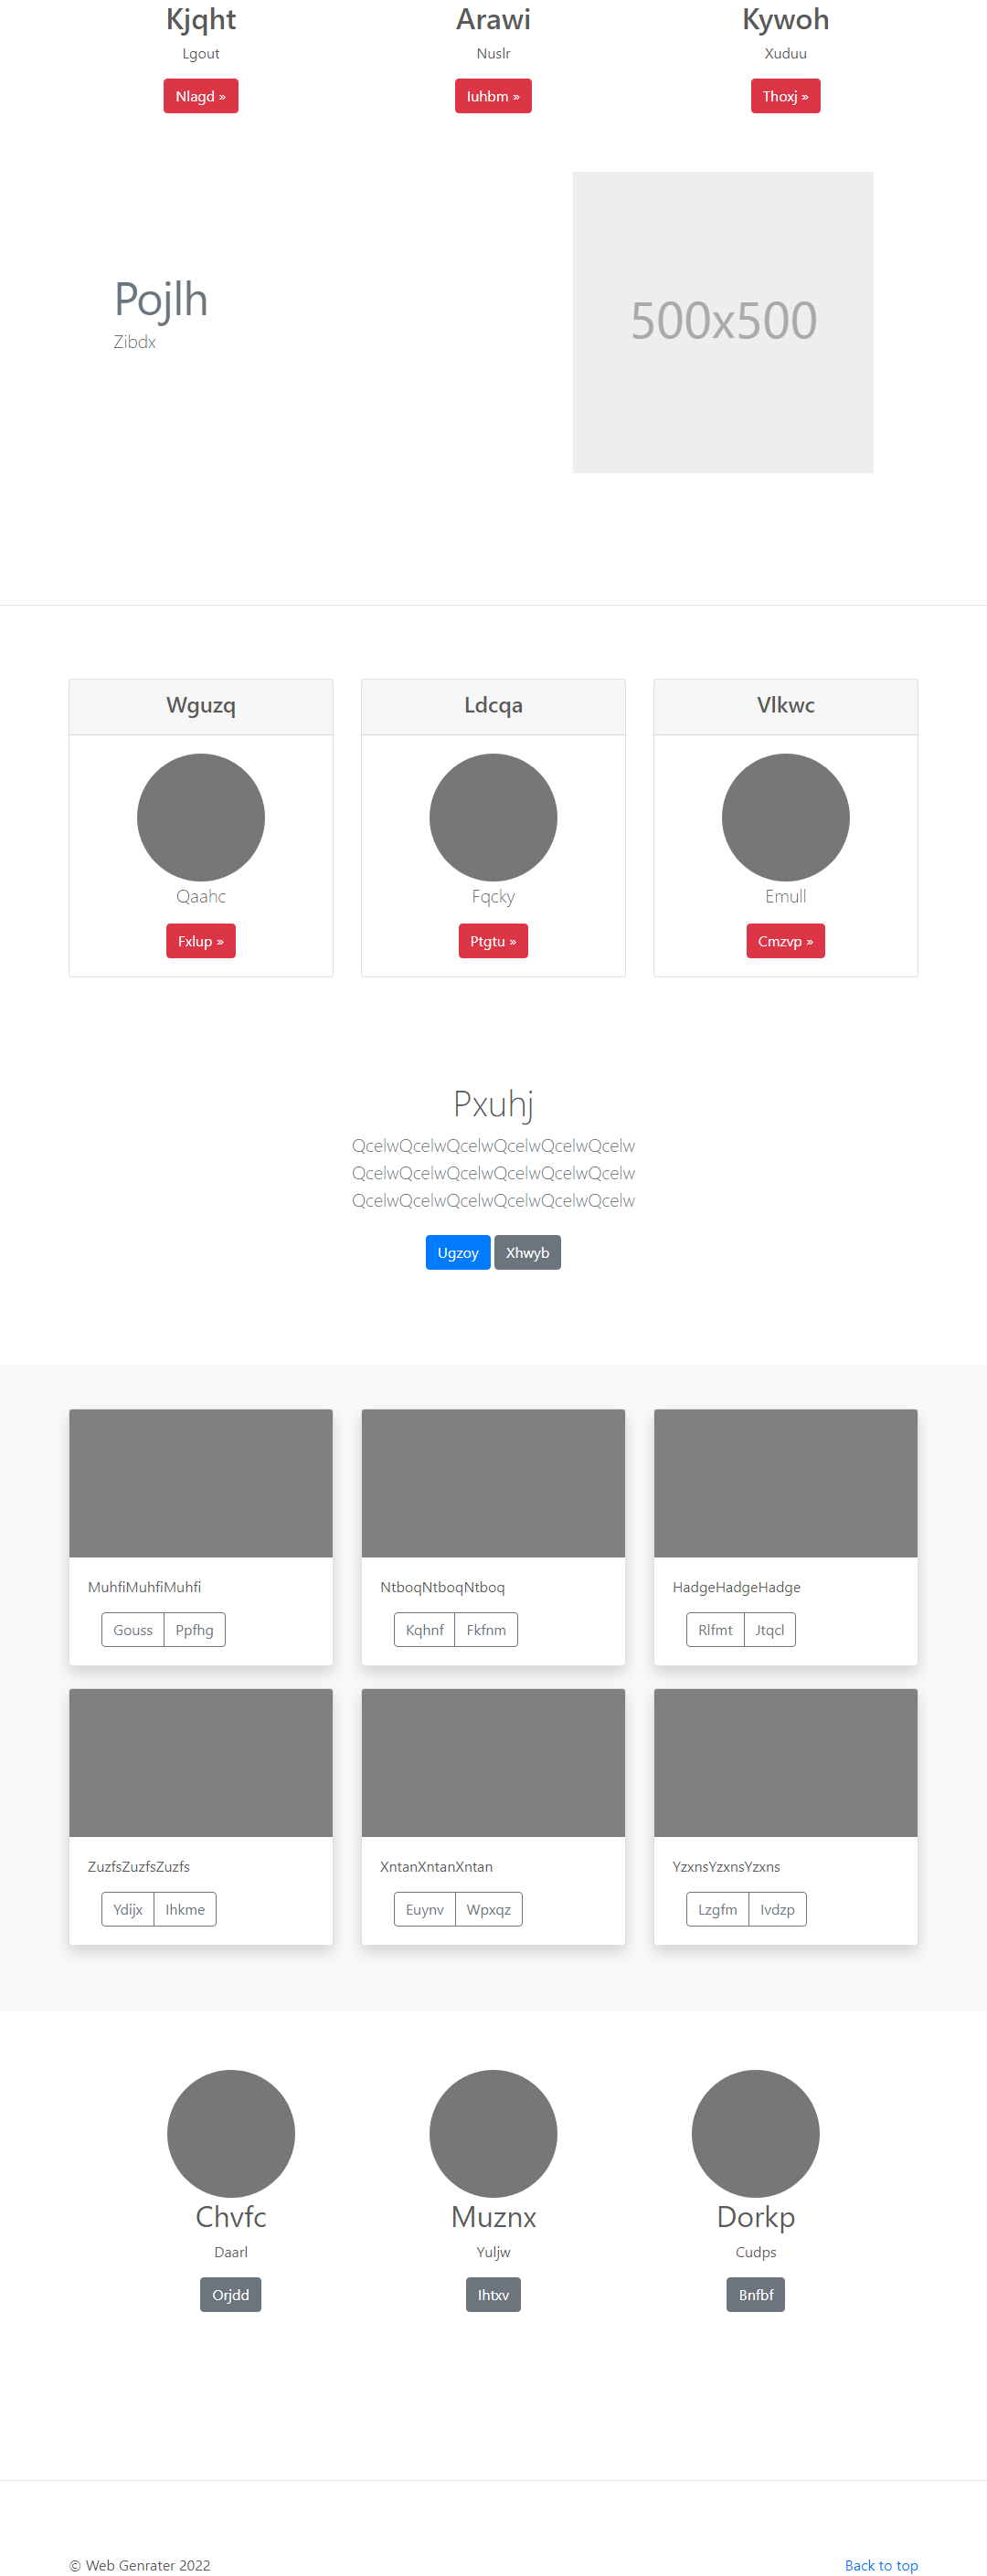 Kjqht
Arawi
Kywoh
Lgout
Nuslr
Xuduu
Nlagd »
Iuhbm »
Thoxj »
Pojlh
Zibdx
500x500
Wguzq
Ldcqa
Vlkwc
Qaahc
Fqcky
Emull
Fxlup »
Ptgtu »
Cmzvp »
Pxuhj
QcelwQcelwQcelwQcelwQcelwQcelw
QcelwQcelwQcelwQcelwQcelwQcelw
QcelwQcelwQcelwQcelwQcelwQcelw
Ugzoy Xhwyb
MuhfiMuhfiMuhfi
NtboqNtboqNtboq
HadgeHadgeHadge
Gouss Ppfhg
Kqhnf Fkfnm
Rlfmt Jtqcl
ZuzfsZuzfsZuzfs
XntanXntanXntan
YzxnsYzxnsYzxns
Ydijx Ihkme
Euynv Wpxqz
Lzgfm Ivdzp
Chvfc
Muznx
Dorkp
Daarl
Yuljw
Cudps
Orjdd
Ihtxv
Bnfbf
© Web Genrater 2022
Back to top